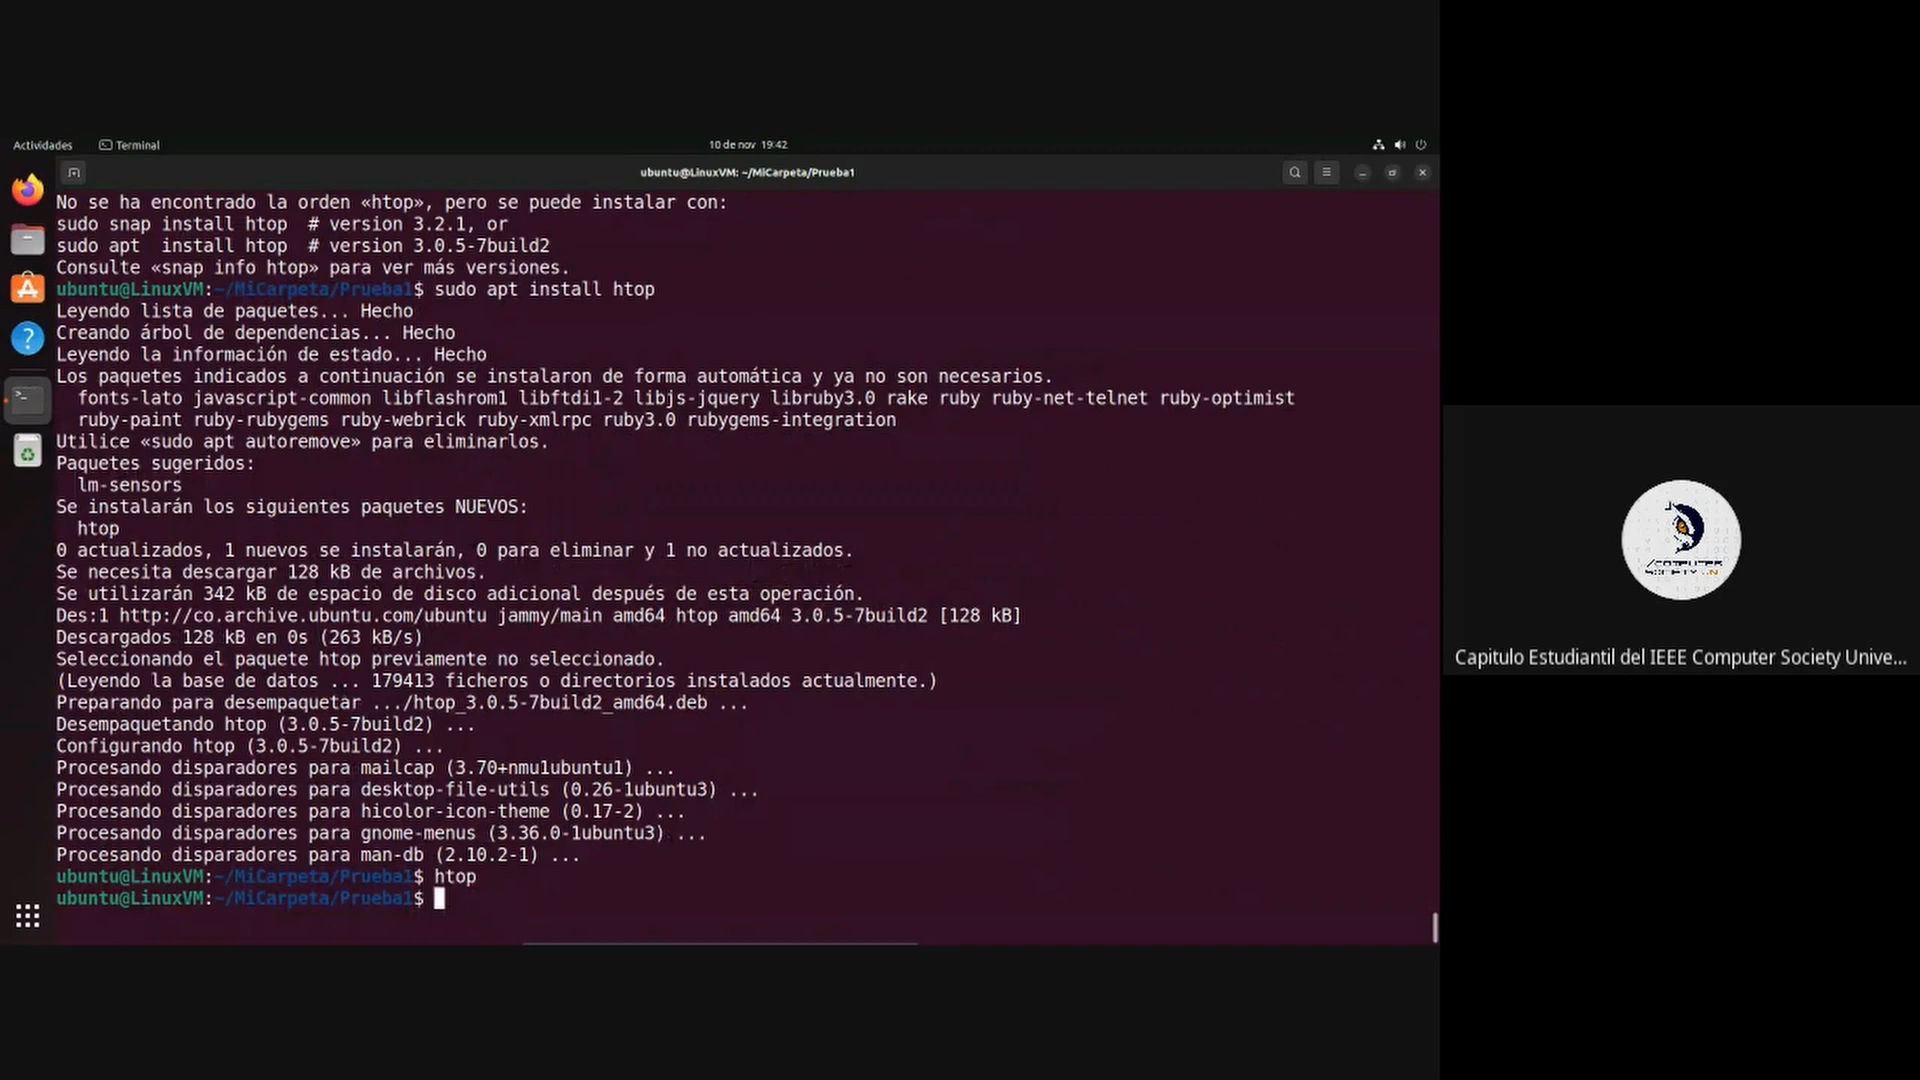 Actividades
Terminal
10 de nov 19:42
ubuntu@LinuxVM: ~/MiCarpeta/Prueba1
No se ha encontrado la orden «htop», pero se puede instalar con:
sudo snap install htop  # version 3.2.1, or
sudo apt  install htop  # version 3.0.5-7build2
Consulte «snap info htop» para ver más versiones.
ubuntu@LinuxVM:~/MiCarpeta/Prueba1$ sudo apt install htop
Leyendo lista de paquetes... Hecho
Creando árbol de dependencias... Hecho
Leyendo la información de estado... Hecho
Los paquetes indicados a continuación se instalaron de forma automática y ya no son necesarios.
fonts-lato javascript-common libflashrom1 libftdi1-2 libjs-jquery libruby3.0 rake ruby ruby-net-telnet ruby-optimist
ruby-paint ruby-rubygems ruby-webrick ruby-xmlrpc ruby3.0 rubygems-integration
Utilice «sudo apt autoremove» para eliminarlos.
Paquetes sugeridos:
lm-sensors
Se instalarán los siguientes paquetes NUEVOS:
htop
0 actualizados, 1 nuevos se instalarán, 0 para eliminar y 1 no actualizados.
Se necesita descargar 128 kB de archivos.
Se utilizarán 342 kB de espacio de disco adicional después de esta operación.
Des:1 http://co.archive.ubuntu.com/ubuntu jammy/main amd64 htop amd64 3.0.5-7build2 [128 kB]
Descargados 128 kB en 0s (263 kB/s)
Seleccionando el paquete htop previamente no seleccionado.
(Leyendo la base de datos ... 179413 ficheros o directorios instalados actualmente.)
Preparando para desempaquetar .../htop_3.0.5-7build2_amd64.deb ...
Desempaquetando htop (3.0.5-7build2) ...
Configurando htop (3.0.5-7build2) ...
Procesando disparadores para mailcap (3.70+nmu1ubuntu1) ...
Procesando disparadores para desktop-file-utils (0.26-1ubuntu3) ...
Procesando disparadores para hicolor-icon-theme (0.17-2) ...
Procesando disparadores para gnome-menus (3.36.0-1ubuntu3) ...
Procesando disparadores para man-db (2.10.2-1) ...
ubuntu@LinuxVM:~/MiCarpeta/Prueba1$ htop
ubuntu@LinuxVM:~/MiCarpeta/Prueba1$
COMPUTER
SOCIETY
Capitulo Estudiantil del IEEE Computer Society Unive...